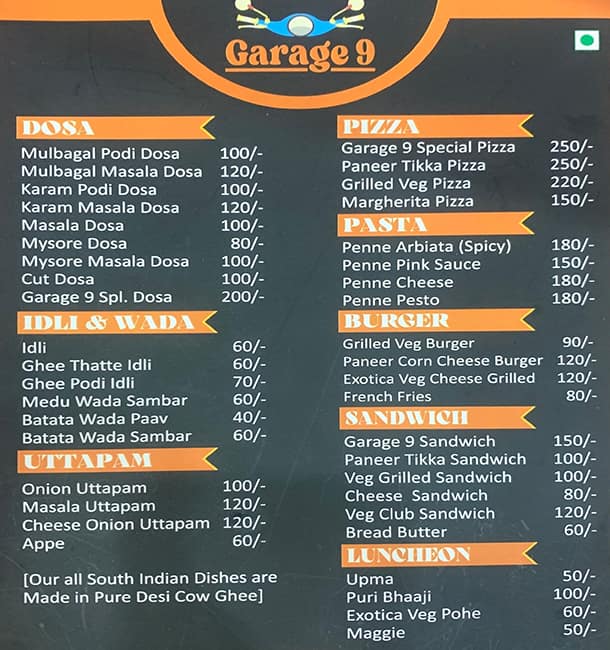 Garage 9
DOSA
Mulbagal Podi Dosa 100/-
Mulbagal Masala Dosa 120/-
Karam Podi Dosa 100/-
Karam Masala Dosa 120/-
Masala Dosa 100/-
Mysore Dosa 80/-
Mysore Masala Dosa 100/-
Cut Dosa 100/-
Garage 9 Spl. Dosa 200/-
IDLI & WADA
Idli 60/-
Ghee Thatte Idli 60/-
Ghee Podi Idli 70/-
Medu Wada Sambar 60/-
Batata Wada Paav 40/-
Batata Wada Sambar 60/-
UTTAPAM
Onion Uttapam 100/-
Masala Uttapam 120/-
Cheese Onion Uttapam 120/-
Appe 60/-
[Our all South Indian Dishes are
Made in Pure Desi Cow Ghee]
PIZZA
Garage 9 Special Pizza 250/-
Paneer Tikka Pizza 250/-
Grilled Veg Pizza 220/-
Margherita Pizza 150/-
PASTA
Penne Arbiata (Spicy) 180/-
Penne Pink Sauce 150/-
Penne Cheese 180/-
Penne Pesto 180/-
BURGER
Grilled Veg Burger 90/-
Paneer Corn Cheese Burger 120/-
Exotica Veg Cheese Grilled 120/-
French Fries 80/-
SANDWICH
Garage 9 Sandwich 150/-
Paneer Tikka Sandwich 100/-
Veg Grilled Sandwich 100/-
Cheese Sandwich 80/-
Veg Club Sandwich 120/-
Bread Butter 60/-
LUNCHEON
Upma 50/-
Puri Bhaaji 100/-
Exotica Veg Pohe 60/-
Maggie 50/-